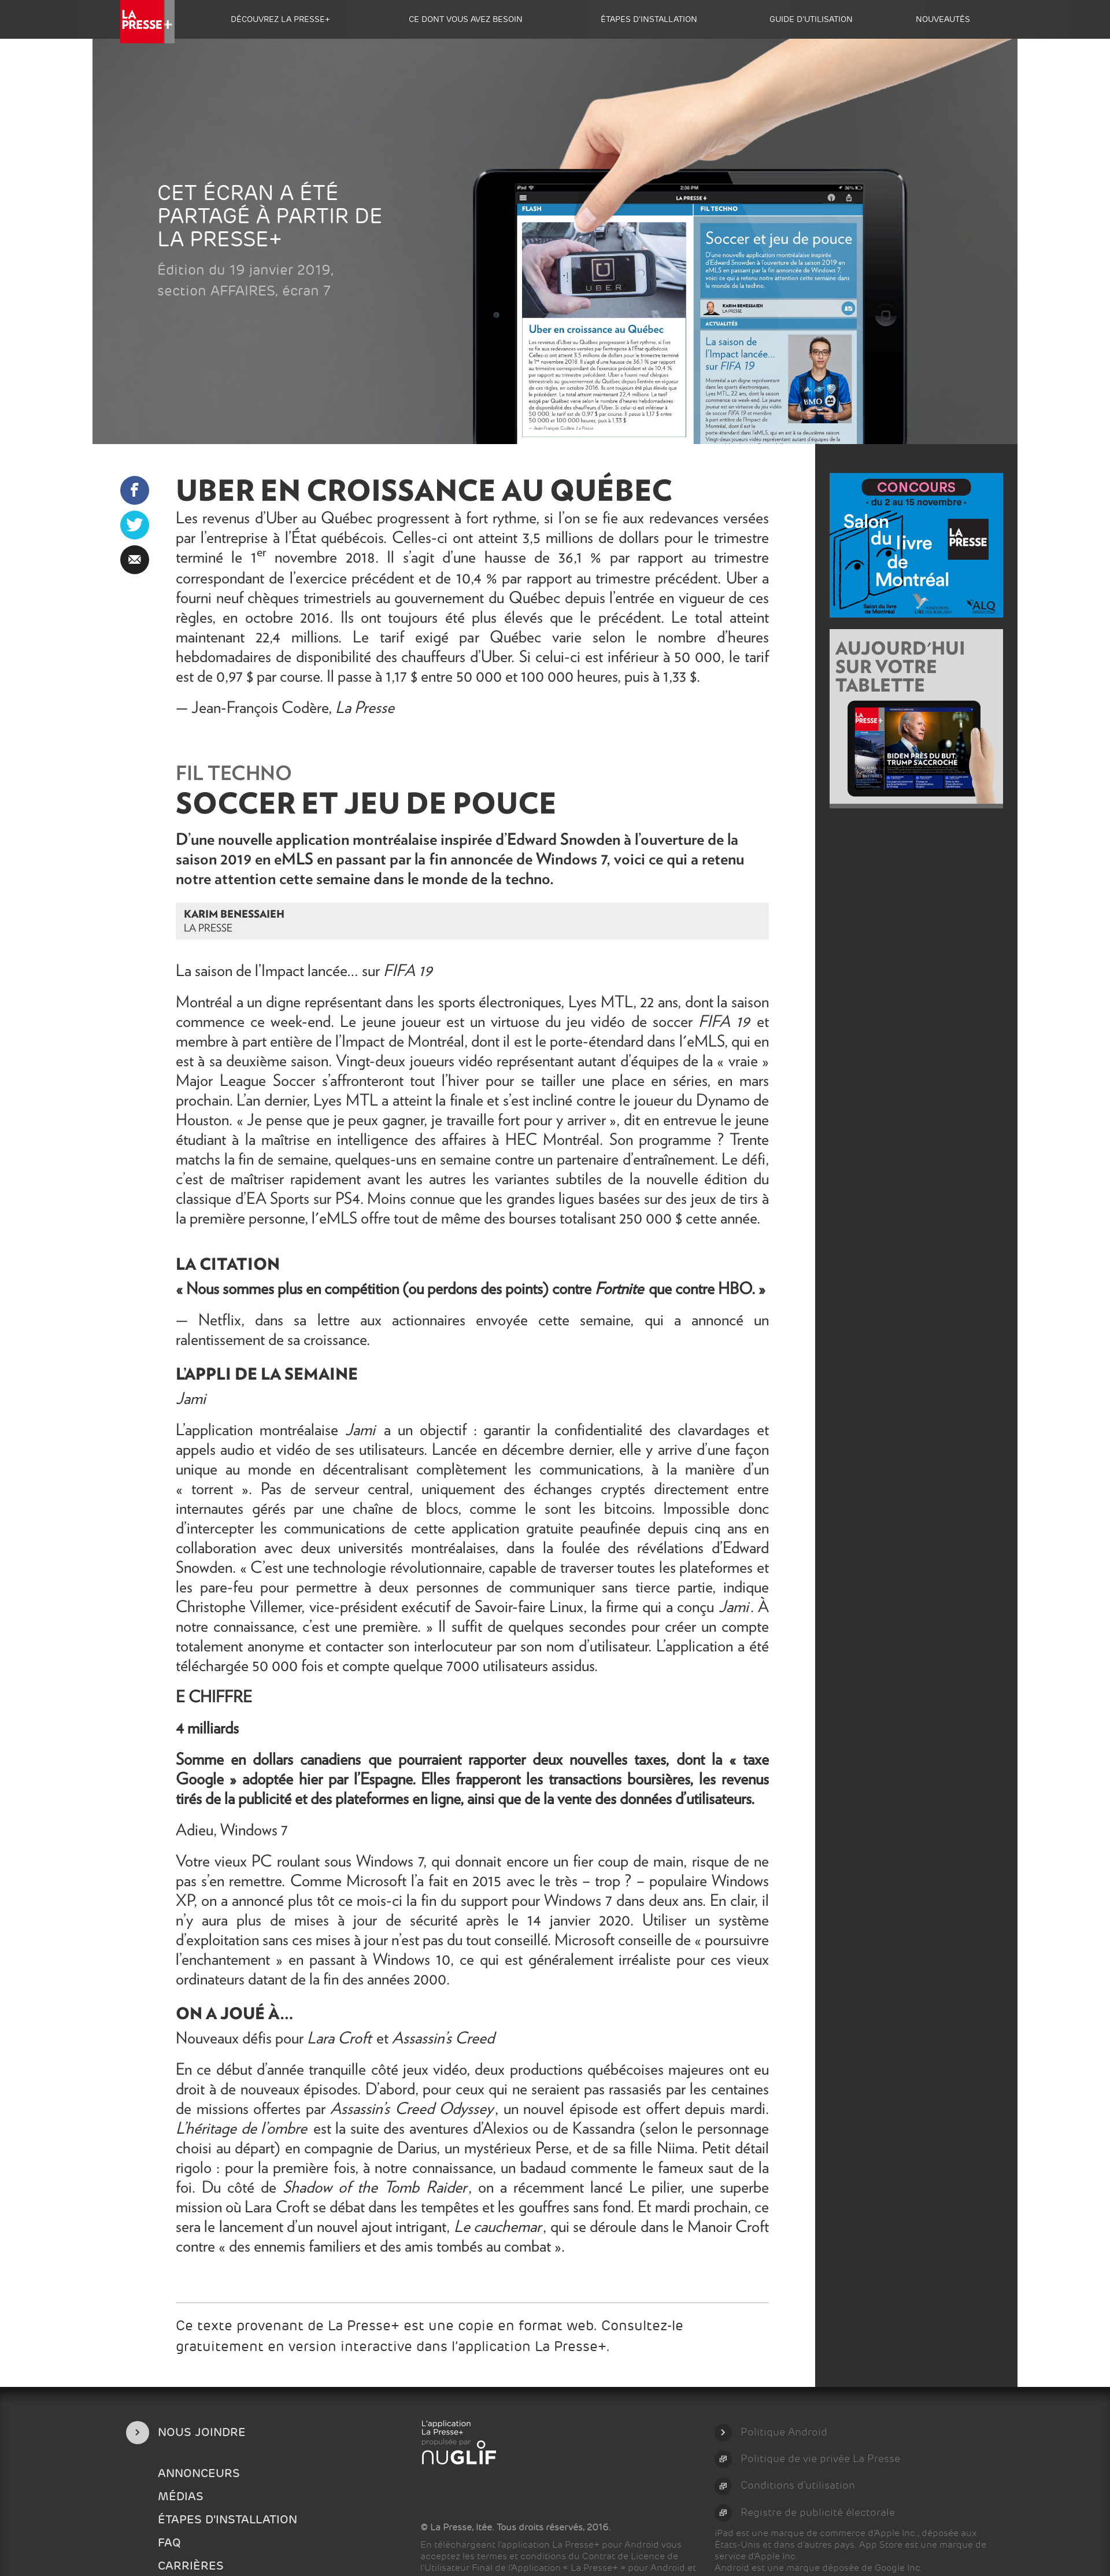 LA
PRESSE+
DÉCOUVREZ LA PRESSE+
CE DONT VOUS AVEZ BESOIN
ÉTAPES D'INSTALLATION
GUIDE D'UTILISATION
NOUVEAUTÉS
CET ÉCRAN A ÉTÉ
PARTAGÉ À PARTIR DE
LA PRESSE+
Édition du 19 janvier 2019,
section AFFAIRES, écran 7
iPad
2:26 PM
LA PRESSE +
FLASH
FIL TECHNO
UBER
Uber en croissance au Québec
Soccer et jeu de pouce
KARIM BENESSAIEH
LA PRESSE
ACTUALITÉS
La saison de
l'Impact lancée...
sur FIFA 19
UBER EN CROISSANCE AU QUÉBEC
Les revenus d'Uber au Québec progressent à fort rythme, si l'on se fie aux redevances versées
par l'entreprise à l'État québécois. Celles-ci ont atteint 3,5 millions de dollars pour le trimestre
terminé le 1er novembre 2018. Il s'agit d'une hausse de 36,1 % par rapport au trimestre
correspondant de l'exercice précédent et de 10,4 % par rapport au trimestre précédent. Uber a
fourni neuf chèques trimestriels au gouvernement du Québec depuis l'entrée en vigueur de ces
règles, en octobre 2016. Ils ont toujours été plus élevés que le précédent. Le total atteint
maintenant 22,4 millions. Le tarif exigé par Québec varie selon le nombre d'heures
hebdomadaires de disponibilité des chauffeurs d'Uber. Si celui-ci est inférieur à 50 000, le tarif
est de 0,97 $ par course. Il passe à 1,17 $ entre 50 000 et 100 000 heures, puis à 1,33 $.
— Jean-François Codère, La Presse
FIL TECHNO
SOCCER ET JEU DE POUCE
D'une nouvelle application montréalaise inspirée d'Edward Snowden à l'ouverture de la
saison 2019 en eMLS en passant par la fin annoncée de Windows 7, voici ce qui a retenu
notre attention cette semaine dans le monde de la techno.
KARIM BENESSAIEH
LA PRESSE
La saison de l'Impact lancée... sur FIFA 19
Montréal a un digne représentant dans les sports électroniques, Lyes MTL, 22 ans, dont la saison
commence ce week-end. Le jeune joueur est un virtuose du jeu vidéo de soccer FIFA 19 et
membre à part entière de l'Impact de Montréal, dont il est le porte-étendard dans l'eMLS, qui en
est à sa deuxième saison. Vingt-deux joueurs vidéo représentant autant d'équipes de la « vraie »
Major League Soccer s'affronteront tout l'hiver pour se tailler une place en séries, en mars
prochain. L'an dernier, Lyes MTL a atteint la finale et s'est incliné contre le joueur du Dynamo de
Houston. « Je pense que je peux gagner, je travaille fort pour y arriver », dit en entrevue le jeune
étudiant à la maîtrise en intelligence des affaires à HEC Montréal. Son programme ? Trente
matchs la fin de semaine, quelques-uns en semaine contre un partenaire d'entraînement. Le défi,
c'est de maîtriser rapidement avant les autres les variantes subtiles de la nouvelle édition du
classique d'EA Sports sur PS4. Moins connue que les grandes ligues basées sur des jeux de tirs à
la première personne, l'eMLS offre tout de même des bourses totalisant 250 000 $ cette année.
LA CITATION
« Nous sommes plus en compétition (ou perdons des points) contre Fortnite que contre HBO. »
— Netflix, dans sa lettre aux actionnaires envoyée cette semaine, qui a annoncé un
ralentissement de sa croissance.
L'APPLI DE LA SEMAINE
Jami
L'application montréalaise Jami a un objectif : garantir la confidentialité des clavardages et
appels audio et vidéo de ses utilisateurs. Lancée en décembre dernier, elle y arrive d'une façon
unique au monde en décentralisant complètement les communications, à la manière d'un
« torrent ». Pas de serveur central, uniquement des échanges cryptés directement entre
internautes gérés par une chaîne de blocs, comme le sont les bitcoins. Impossible donc
d'intercepter les communications de cette application gratuite peaufinée depuis cinq ans en
collaboration avec deux universités montréalaises, dans la foulée des révélations d'Edward
Snowden. « C'est une technologie révolutionnaire, capable de traverser toutes les plateformes et
les pare-feu pour permettre à deux personnes de communiquer sans tierce partie, indique
Christophe Villemer, vice-président exécutif de Savoir-faire Linux, la firme qui a conçu Jami. À
notre connaissance, c'est une première. » Il suffit de quelques secondes pour créer un compte
totalement anonyme et contacter son interlocuteur par son nom d'utilisateur. L'application a été
téléchargée 50 000 fois et compte quelque 7000 utilisateurs assidus.
E CHIFFRE
4 milliards
Somme en dollars canadiens que pourraient rapporter deux nouvelles taxes, dont la « taxe
Google » adoptée hier par l'Espagne. Elles frapperont les transactions boursières, les revenus
tirés de la publicité et des plateformes en ligne, ainsi que de la vente des données d'utilisateurs.
Adieu, Windows 7
Votre vieux PC roulant sous Windows 7, qui donnait encore un fier coup de main, risque de ne
pas s'en remettre. Comme Microsoft l'a fait en 2015 avec le très – trop ? – populaire Windows
XP, on a annoncé plus tôt ce mois-ci la fin du support pour Windows 7 dans deux ans. En clair, il
n'y aura plus de mises à jour de sécurité après le 14 janvier 2020. Utiliser un système
d'exploitation sans ces mises à jour n'est pas du tout conseillé. Microsoft conseille de « poursuivre
l'enchantement » en passant à Windows 10, ce qui est généralement irréaliste pour ces vieux
ordinateurs datant de la fin des années 2000.
ON A JOUÉ À...
Nouveaux défis pour Lara Croft et Assassin's Creed
En ce début d'année tranquille côté jeux vidéo, deux productions québécoises majeures ont eu
droit à de nouveaux épisodes. D'abord, pour ceux qui ne seraient pas rassasiés par les centaines
de missions offertes par Assassin's Creed Odyssey, un nouvel épisode est offert depuis mardi.
L'héritage de l'ombre est la suite des aventures d'Alexios ou de Kassandra (selon le personnage
choisi au départ) en compagnie de Darius, un mystérieux Perse, et de sa fille Niima. Petit détail
rigolo : pour la première fois, à notre connaissance, un badaud commente le fameux saut de la
foi. Du côté de Shadow of the Tomb Raider, on a récemment lancé Le pilier, une superbe
mission où Lara Croft se débat dans les tempêtes et les gouffres sans fond. Et mardi prochain, ce
sera le lancement d'un nouvel ajout intrigant, Le cauchemar, qui se déroule dans le Manoir Croft
contre « des ennemis familiers et des amis tombés au combat ».
Ce texte provenant de La Presse+ est une copie en format web. Consultez-le
gratuitement en version interactive dans l'application La Presse+.
CONCOURS
- du 2 au 15 novembre -
Salon
du livre
de
Montréal
LA
PRESSE
Salon du livre
de Montréal
ALQ
AUJOURD'HUI
SUR VOTRE
TABLETTE
LA
PRESSE+
BIDEN PRÈS DU BUT,
TRUMP S'ACCROCHE
NOUS JOINDRE
ANNONCEURS
MÉDIAS
ÉTAPES D'INSTALLATION
FAQ
CARRIÈRES
L'application
La Presse+
propulsée par
nuGLIF
© La Presse, ltée. Tous droits réservés, 2016.
En téléchargeant l'application La Presse+ pour Android vous
acceptez les termes et conditions du Contrat de Licence de
l'Utilisateur Final de l'Application « La Presse+ » pour Android et
Politique Android
Politique de vie privée La Presse
Conditions d'utilisation
Registre de publicité électorale
iPad est une marque de commerce d'Apple Inc., déposée aux
États-Unis et dans d'autres pays. App Store est une marque de
service d'Apple Inc.
Android est une marque déposée de Google Inc.